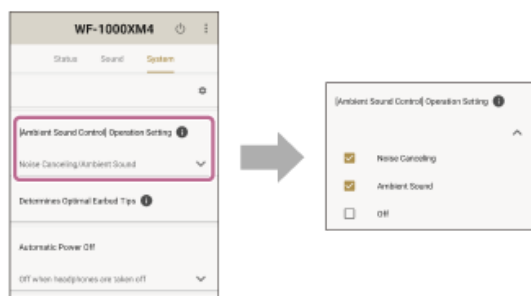 WF-1000XM4
Status Sound System
[Ambient Sound Control] Operation Setting
Noise Canceling/Ambient Sound
Determines Optimal Earbud Tips
Automatic Power Off
Off when headphones are taken off
[Ambient Sound Control] Operation Setting
Noise Canceling
Ambient Sound
Off